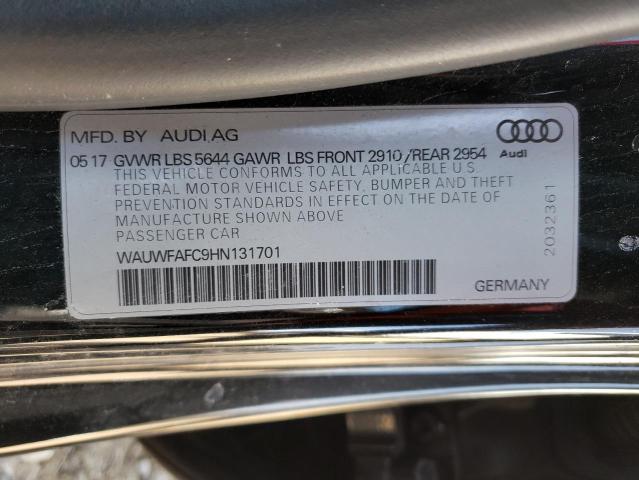 MFD. BY AUDI AG
05 17 GVWR LBS 5644 GAWR LBS FRONT 2910/REAR 2954
Audi
THIS VEHICLE CONFORMS TO ALL APPLICABLE U.S.
FEDERAL MOTOR VEHICLE SAFETY, BUMPER AND THEFT
PREVENTION STANDARDS IN EFFECT ON THE DATE OF
MANUFACTURE SHOWN ABOVE
PASSENGER CAR
WAUWFAFC9HN131701
2032361
GERMANY